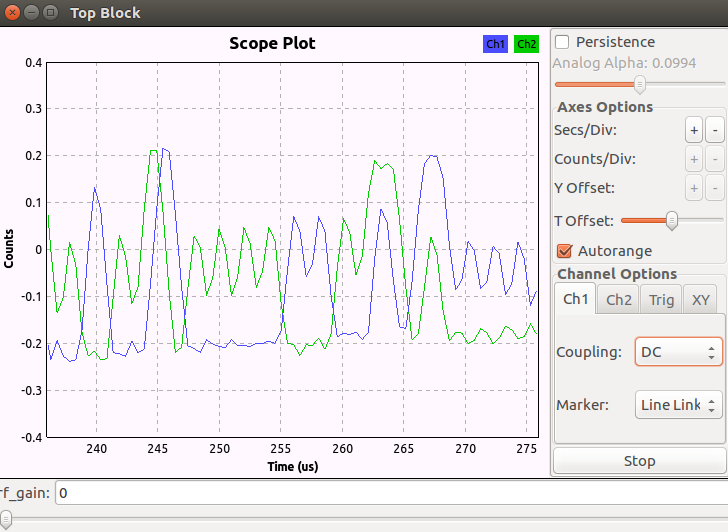 Top Block
Scope Plot
Ch1 Ch2
0.4
0.3
0.2
0.1
0
-0.1
-0.2
-0.3
-0.4
Counts
240 245 250 255 260 265 270 275
Time (us)
Persistence
Analog Alpha: 0.0994
Axes Options
Secs/Div: + -
Counts/Div: + -
Y Offset: + -
T Offset:
Autorange
Channel Options
Ch1 Ch2 Trig XY
Coupling: DC
Marker: Line Link
Stop
rf_gain: 0